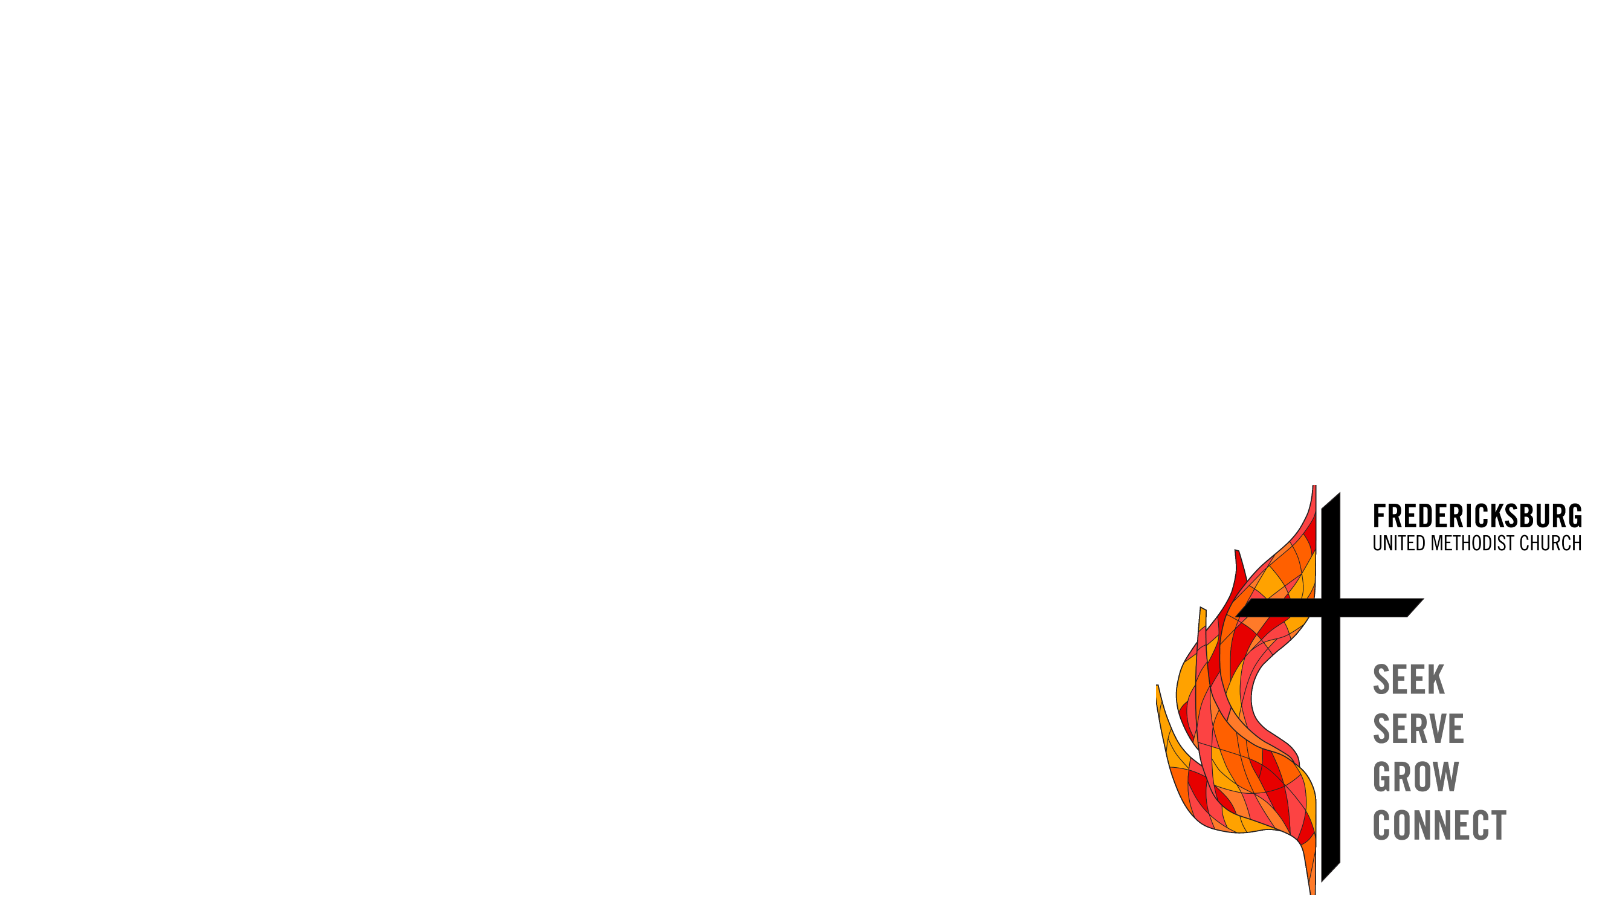 FREDERICKSBURG
UNITED METHODIST CHURCH
SEEK
SERVE
GROW
CONNECT